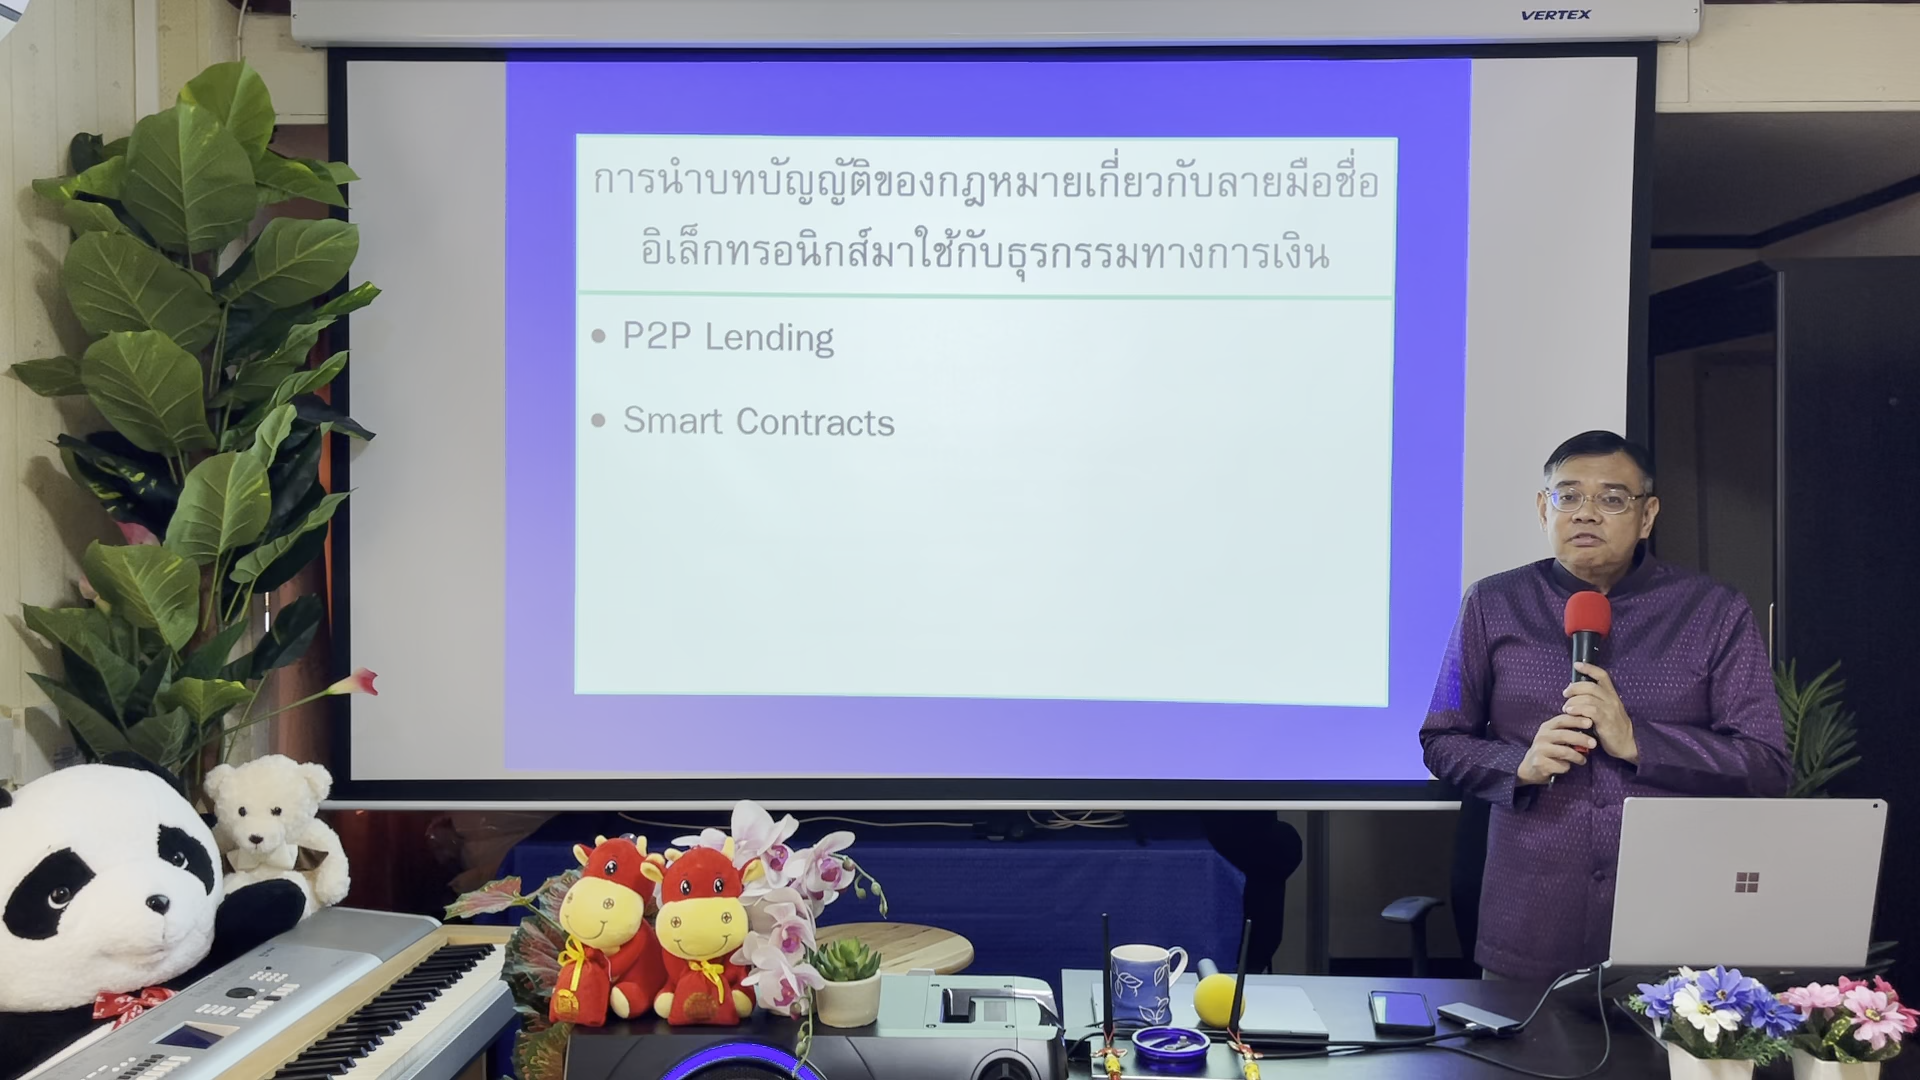 VERTEX
การนำบทบัญญัติของกฎหมายเกี่ยวกับลายมือชื่อ
อิเล็กทรอนิกส์มาใช้กับธุรกรรมทางการเงิน
• P2P Lending
• Smart Contracts